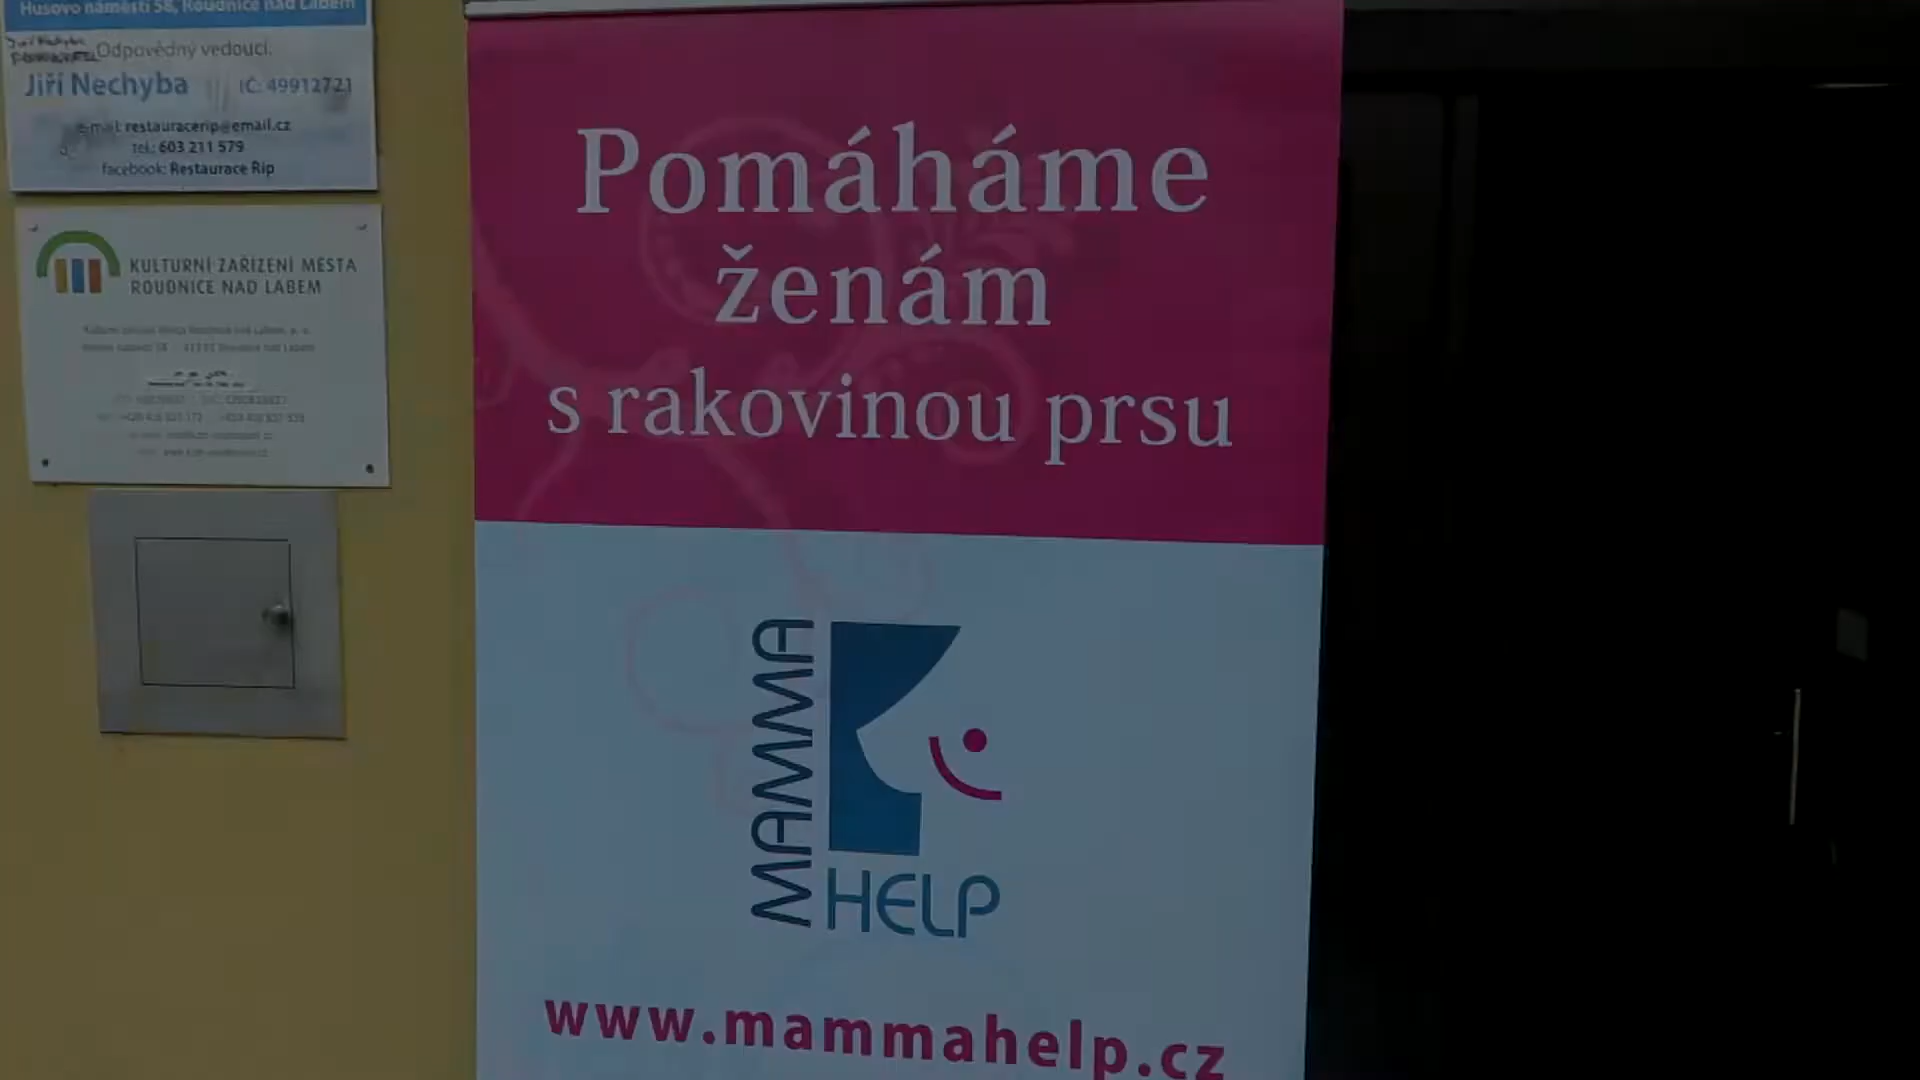 Husovo náměstí 58, Roudnice nad Labem
Odpovědný vedoucí:
Jiří Nechyba IČ: 49912721
e-mail: restauracerip@email.cz
tel.: 603 211 579
facebook: Restaurace Rip
KULTURNÍ ZAŘÍZENÍ MĚSTA
ROUDNICE NAD LABEM
Pomáháme
ženám
s rakovinou prsu
MAMMA
HELP
www.mammahelp.cz